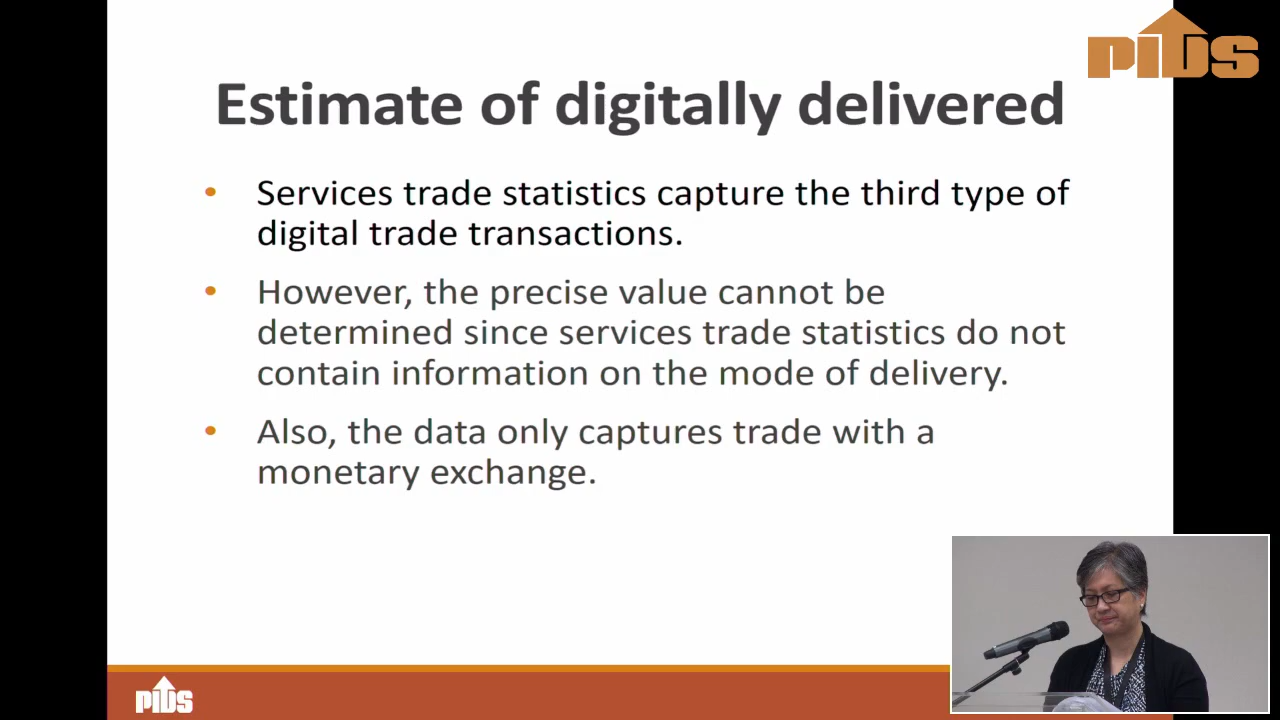 PIDS
Estimate of digitally delivered
• Services trade statistics capture the third type of
digital trade transactions.
• However, the precise value cannot be
determined since services trade statistics do not
contain information on the mode of delivery.
• Also, the data only captures trade with a
monetary exchange.
PIDS